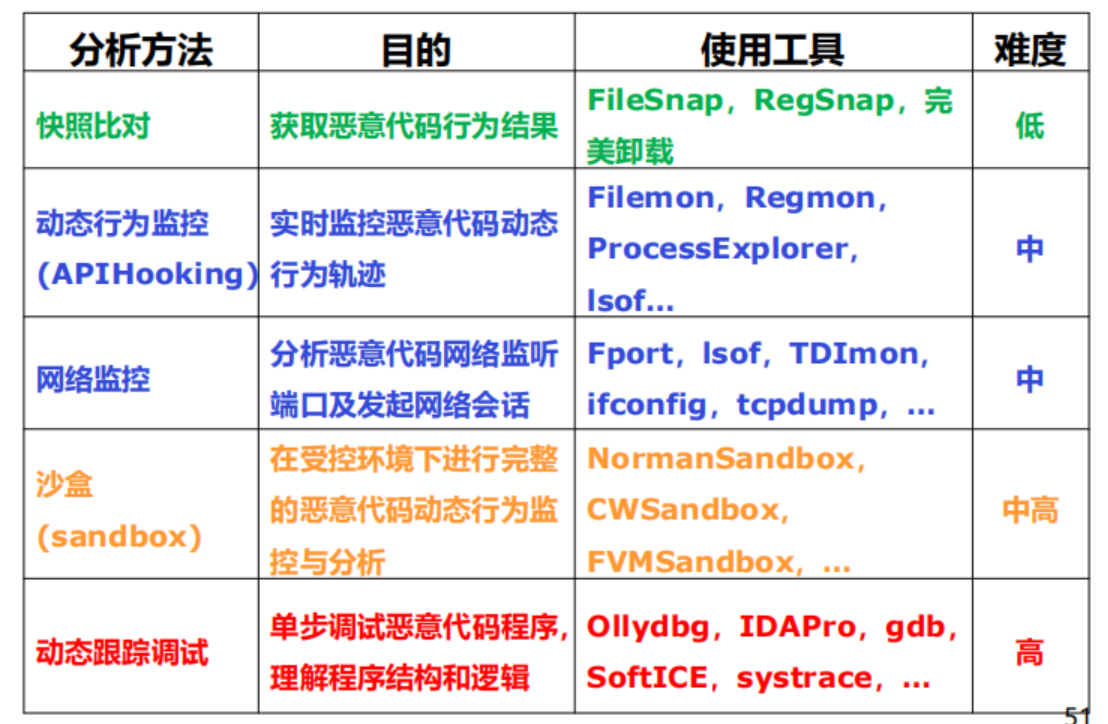 分析方法 目的 使用工具 难度
快照比对 获取恶意代码行为结果 FileSnap，RegSnap，完
美卸载 低
动态行为监控
(APIHooking) 实时监控恶意代码动态
行为轨迹 Filemon，Regmon，
ProcessExplorer，
lsof... 中
网络监控 分析恶意代码网络监听
端口及发起网络会话 Fport，lsof，TDImon，
ifconfig，tcpdump，... 中
沙盒
(sandbox) 在受控环境下进行完整
的恶意代码动态行为监
控与分析 NormanSandbox，
CWSandbox，
FVMSandbox，... 中高
动态跟踪调试 单步调试恶意代码程序，
理解程序结构和逻辑 Ollydbg，IDAPro，gdb，
SoftICE，systrace，... 高
51